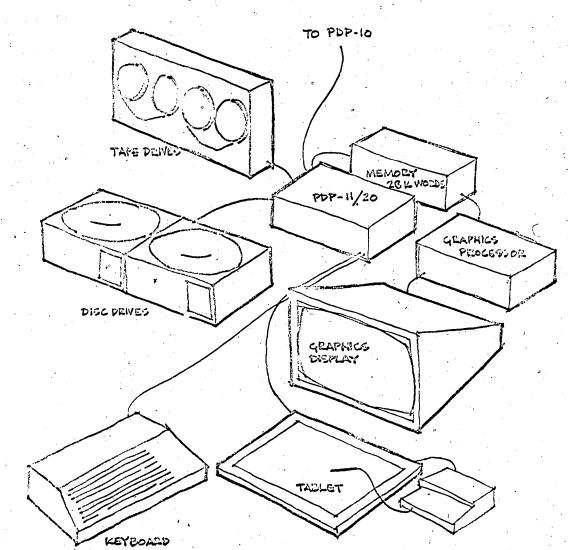 TO PDP-10
TAPE DRIVES
MEMORY
28K WORDS
PDP-11/20
GRAPHICS
PROCESSOR
DISC DRIVES
GRAPHICS
DISPLAY
TABLET
KEYBOARD